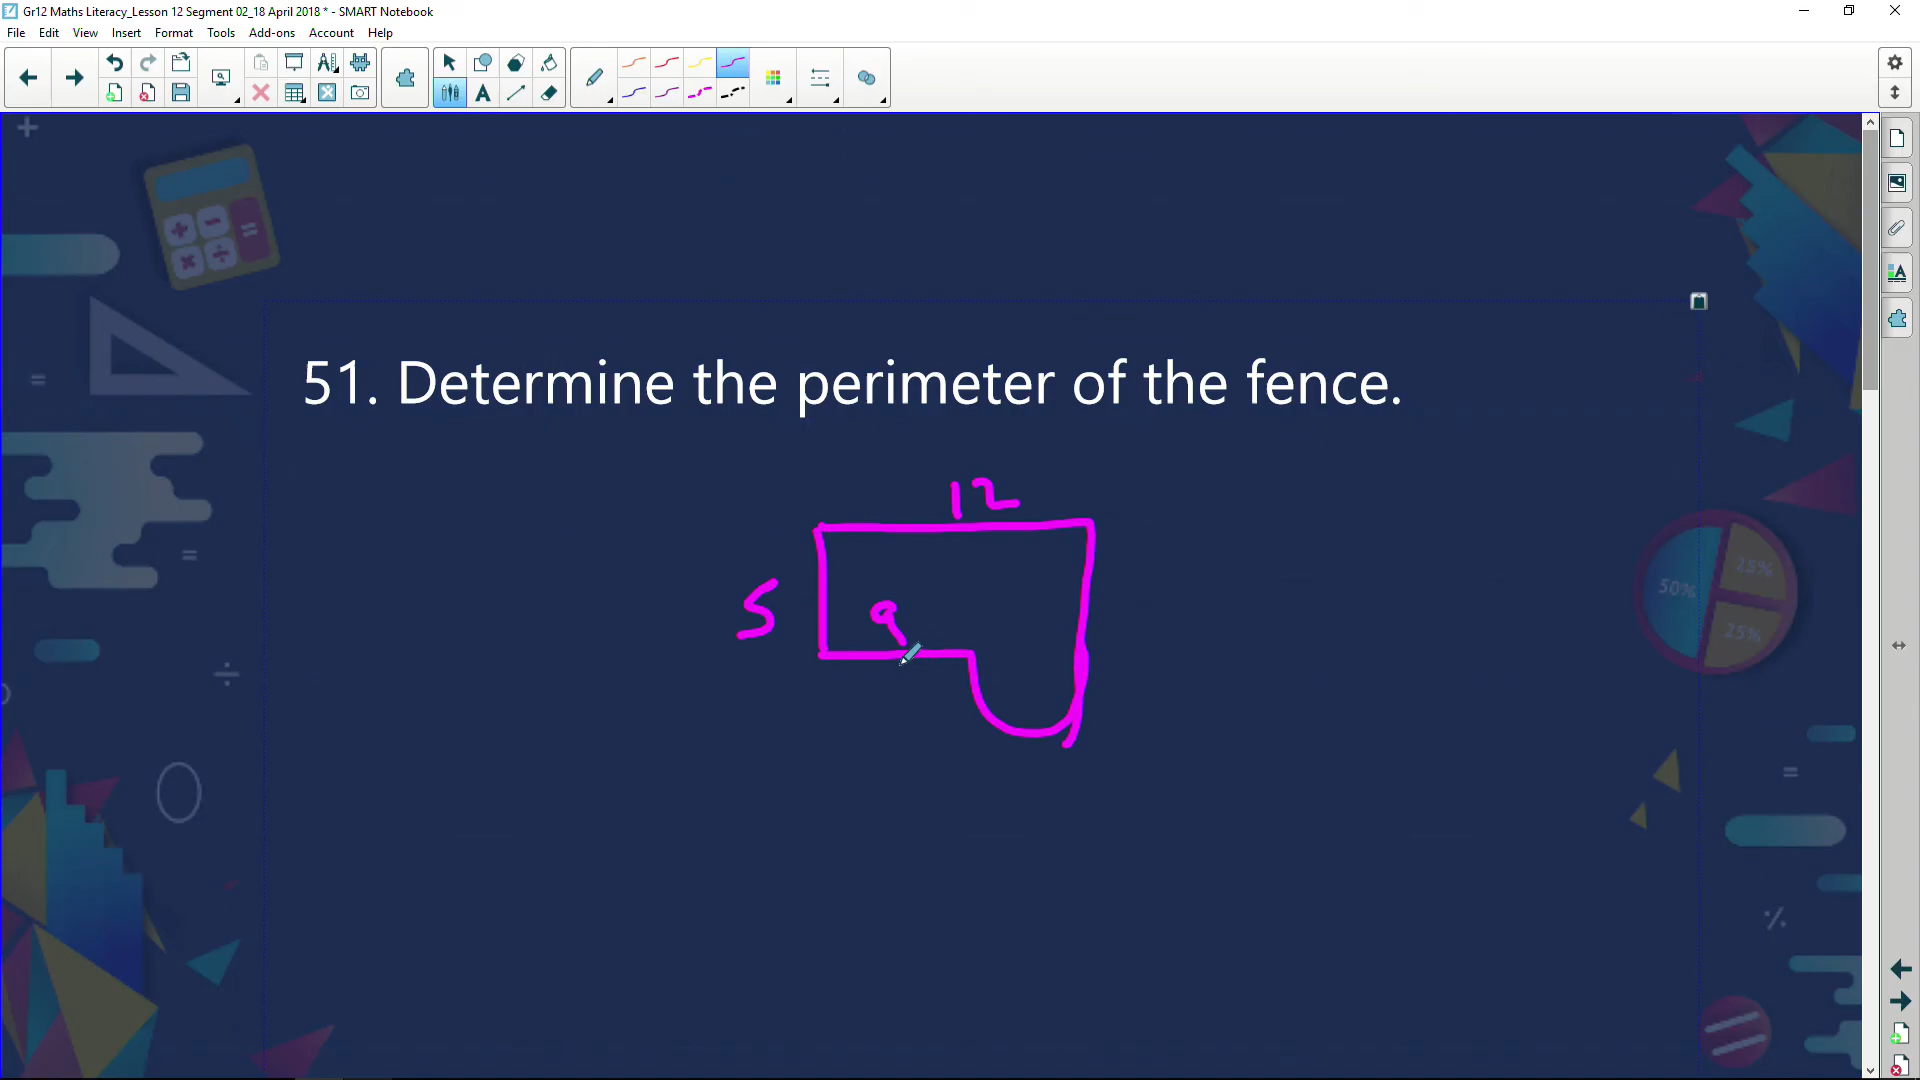 Gr12 Maths Literacy_Lesson 12 Segment 02_18 April 2018 * - SMART Notebook
File Edit View Insert Format Tools Add-ons Account Help
51. Determine the perimeter of the fence.
12
5
9
50%
25%
25%